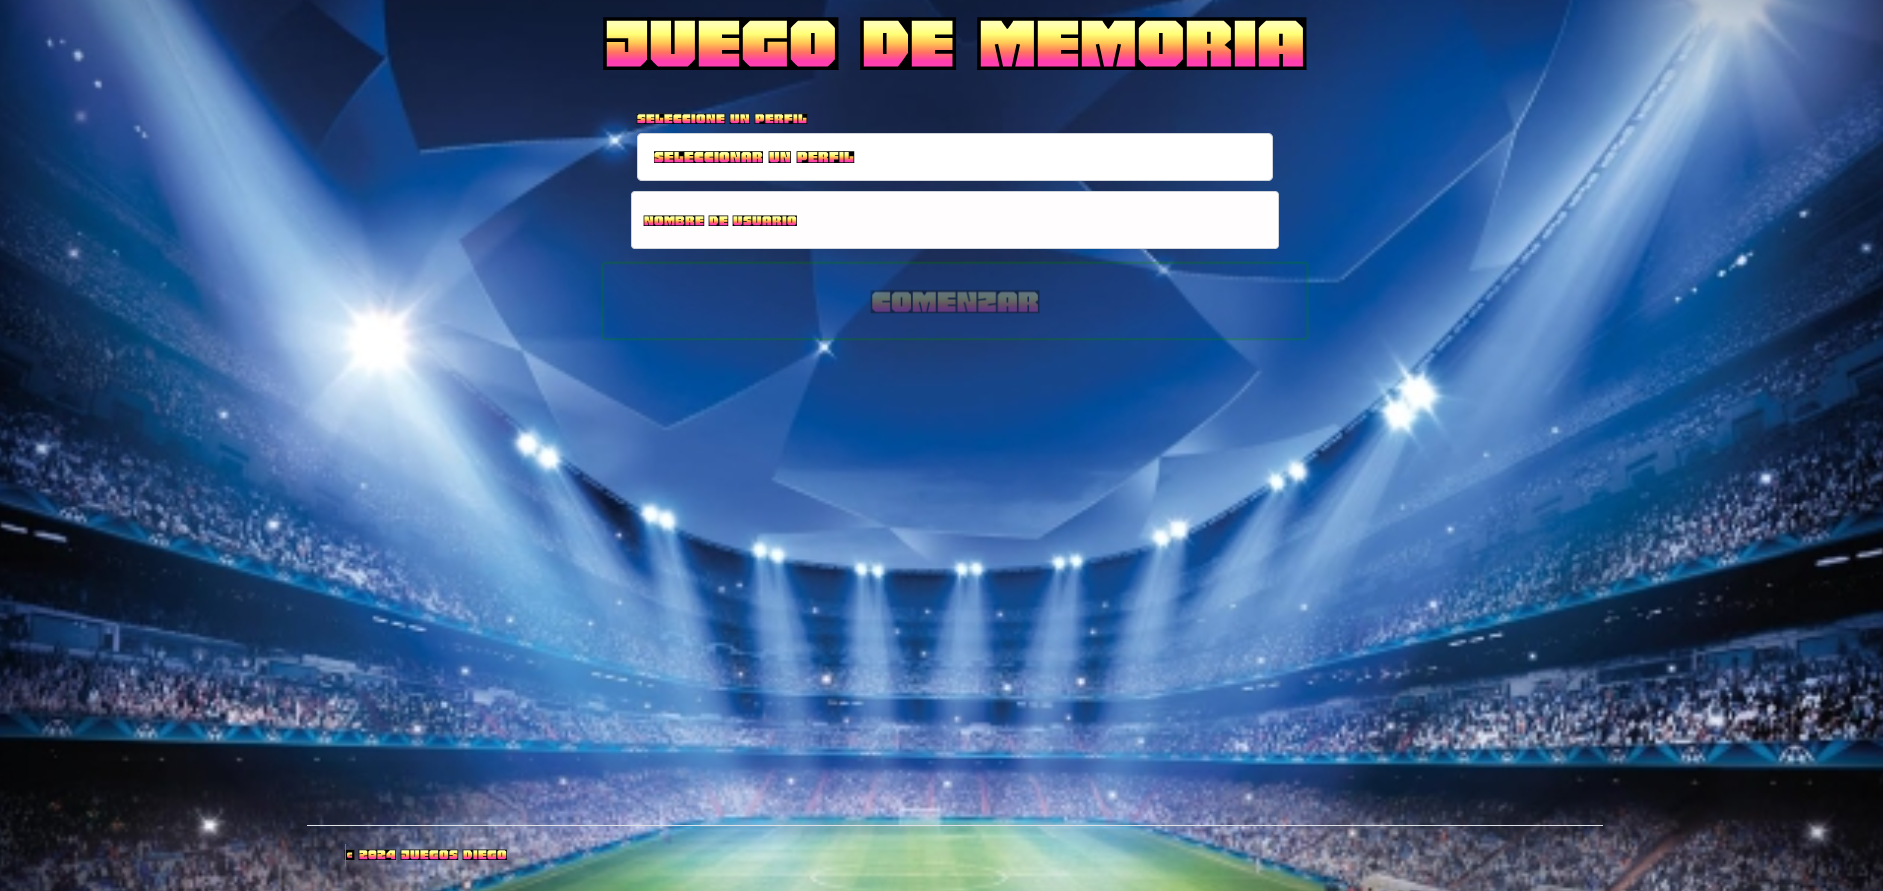 JUEGO DE MEMORIA
SELECCIONE UN PERFIL
SELECCIONAR UN PERFIL
NOMBRE DE USUARIO
COMENZAR
© 2024 JUEGOS DIEGO